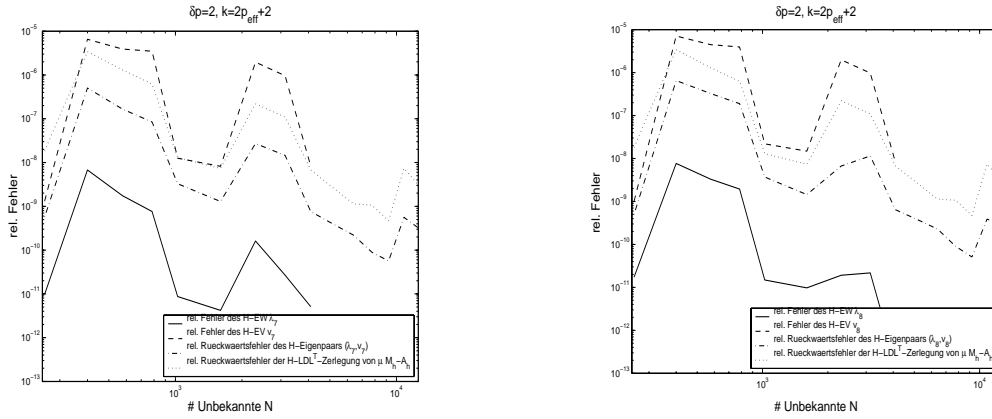 δp=2, k=2p_eff+2
rel. Fehler
10^-5
10^-6
10^-7
10^-8
10^-9
10^-10
10^-11
10^-12
10^-13
rel. Fehler des H−EW λ_7
rel. Fehler des H−EV v_7
rel. Rueckwaertsfehler des H−Eigenpaars (λ_7,v_7)
rel. Rueckwaertsfehler der H−LDL^T−Zerlegung von μ M_h−A_h
10^3
10^4
# Unbekannte N
δp=2, k=2p_eff+2
rel. Fehler
10^-5
10^-6
10^-7
10^-8
10^-9
10^-10
10^-11
10^-12
10^-13
rel. Fehler des H−EW λ_8
rel. Fehler des H−EV v_8
rel. Rueckwaertsfehler des H−Eigenpaars (λ_8,v_8)
rel. Rueckwaertsfehler der H−LDL^T−Zerlegung von μ M_h−A_h
10^3
10^4
# Unbekannte N